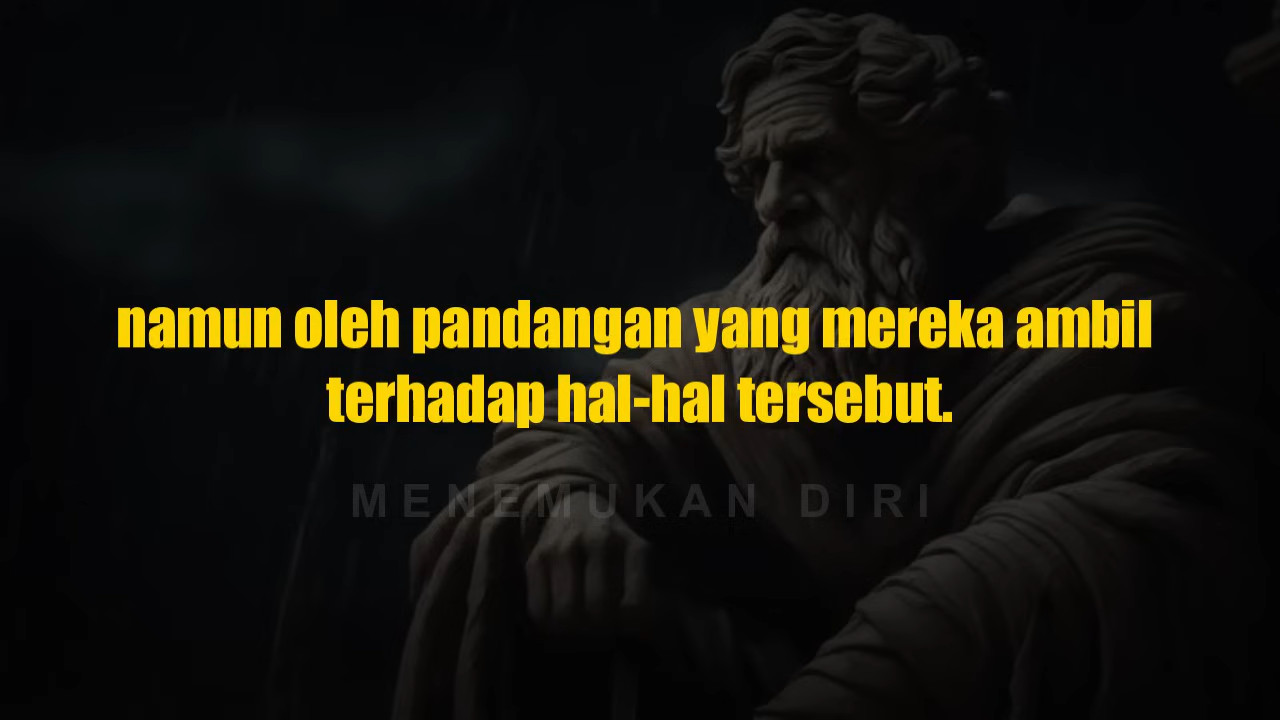 namun oleh pandangan yang mereka ambil
terhadap hal-hal tersebut.
MENEMUKAN DIRI